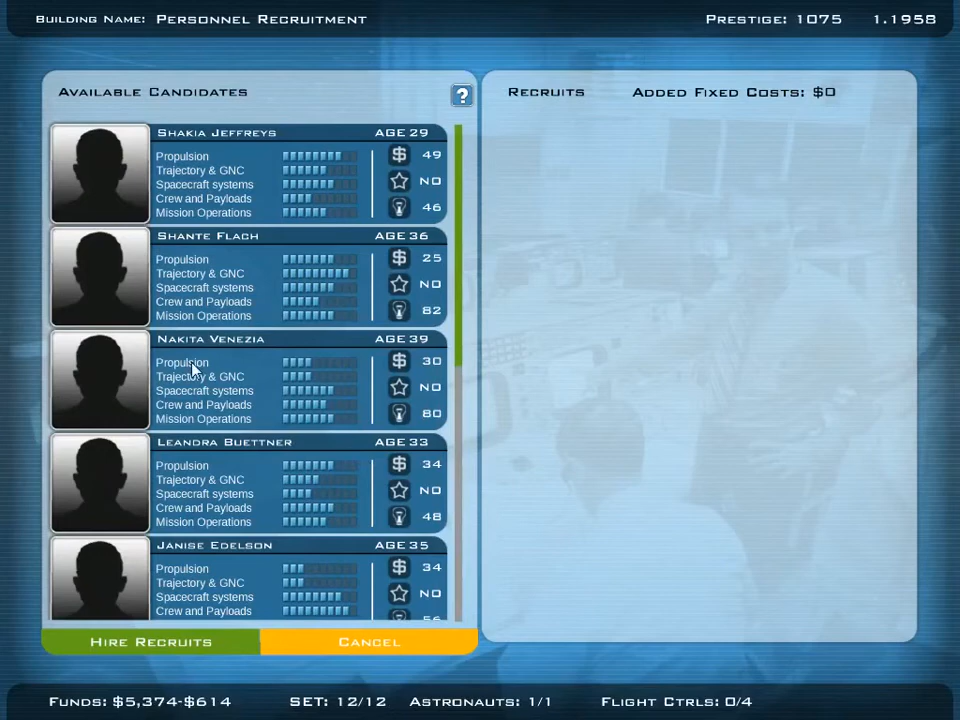 Building Name: Personnel Recruitment
Prestige: 1075
1.1958
Available Candidates
?
Recruits
Added Fixed Costs: $0
Shakia Jeffreys
Age 29
Propulsion
Trajectory & GNC
Spacecraft systems
Crew and Payloads
Mission Operations
$ 49
No
46
Shante Flach
Age 36
Propulsion
Trajectory & GNC
Spacecraft systems
Crew and Payloads
Mission Operations
$ 25
No
82
Nakita Venezia
Age 39
Propulsion
Trajectory & GNC
Spacecraft systems
Crew and Payloads
Mission Operations
$ 30
No
80
Leandra Buettner
Age 33
Propulsion
Trajectory & GNC
Spacecraft systems
Crew and Payloads
Mission Operations
$ 34
No
48
Janise Edelson
Age 35
Propulsion
Trajectory & GNC
Spacecraft systems
Crew and Payloads
$ 34
No
Hire Recruits
Cancel
Funds: $5,374-$614
SET: 12/12
Astronauts: 1/1
Flight Ctrls: 0/4